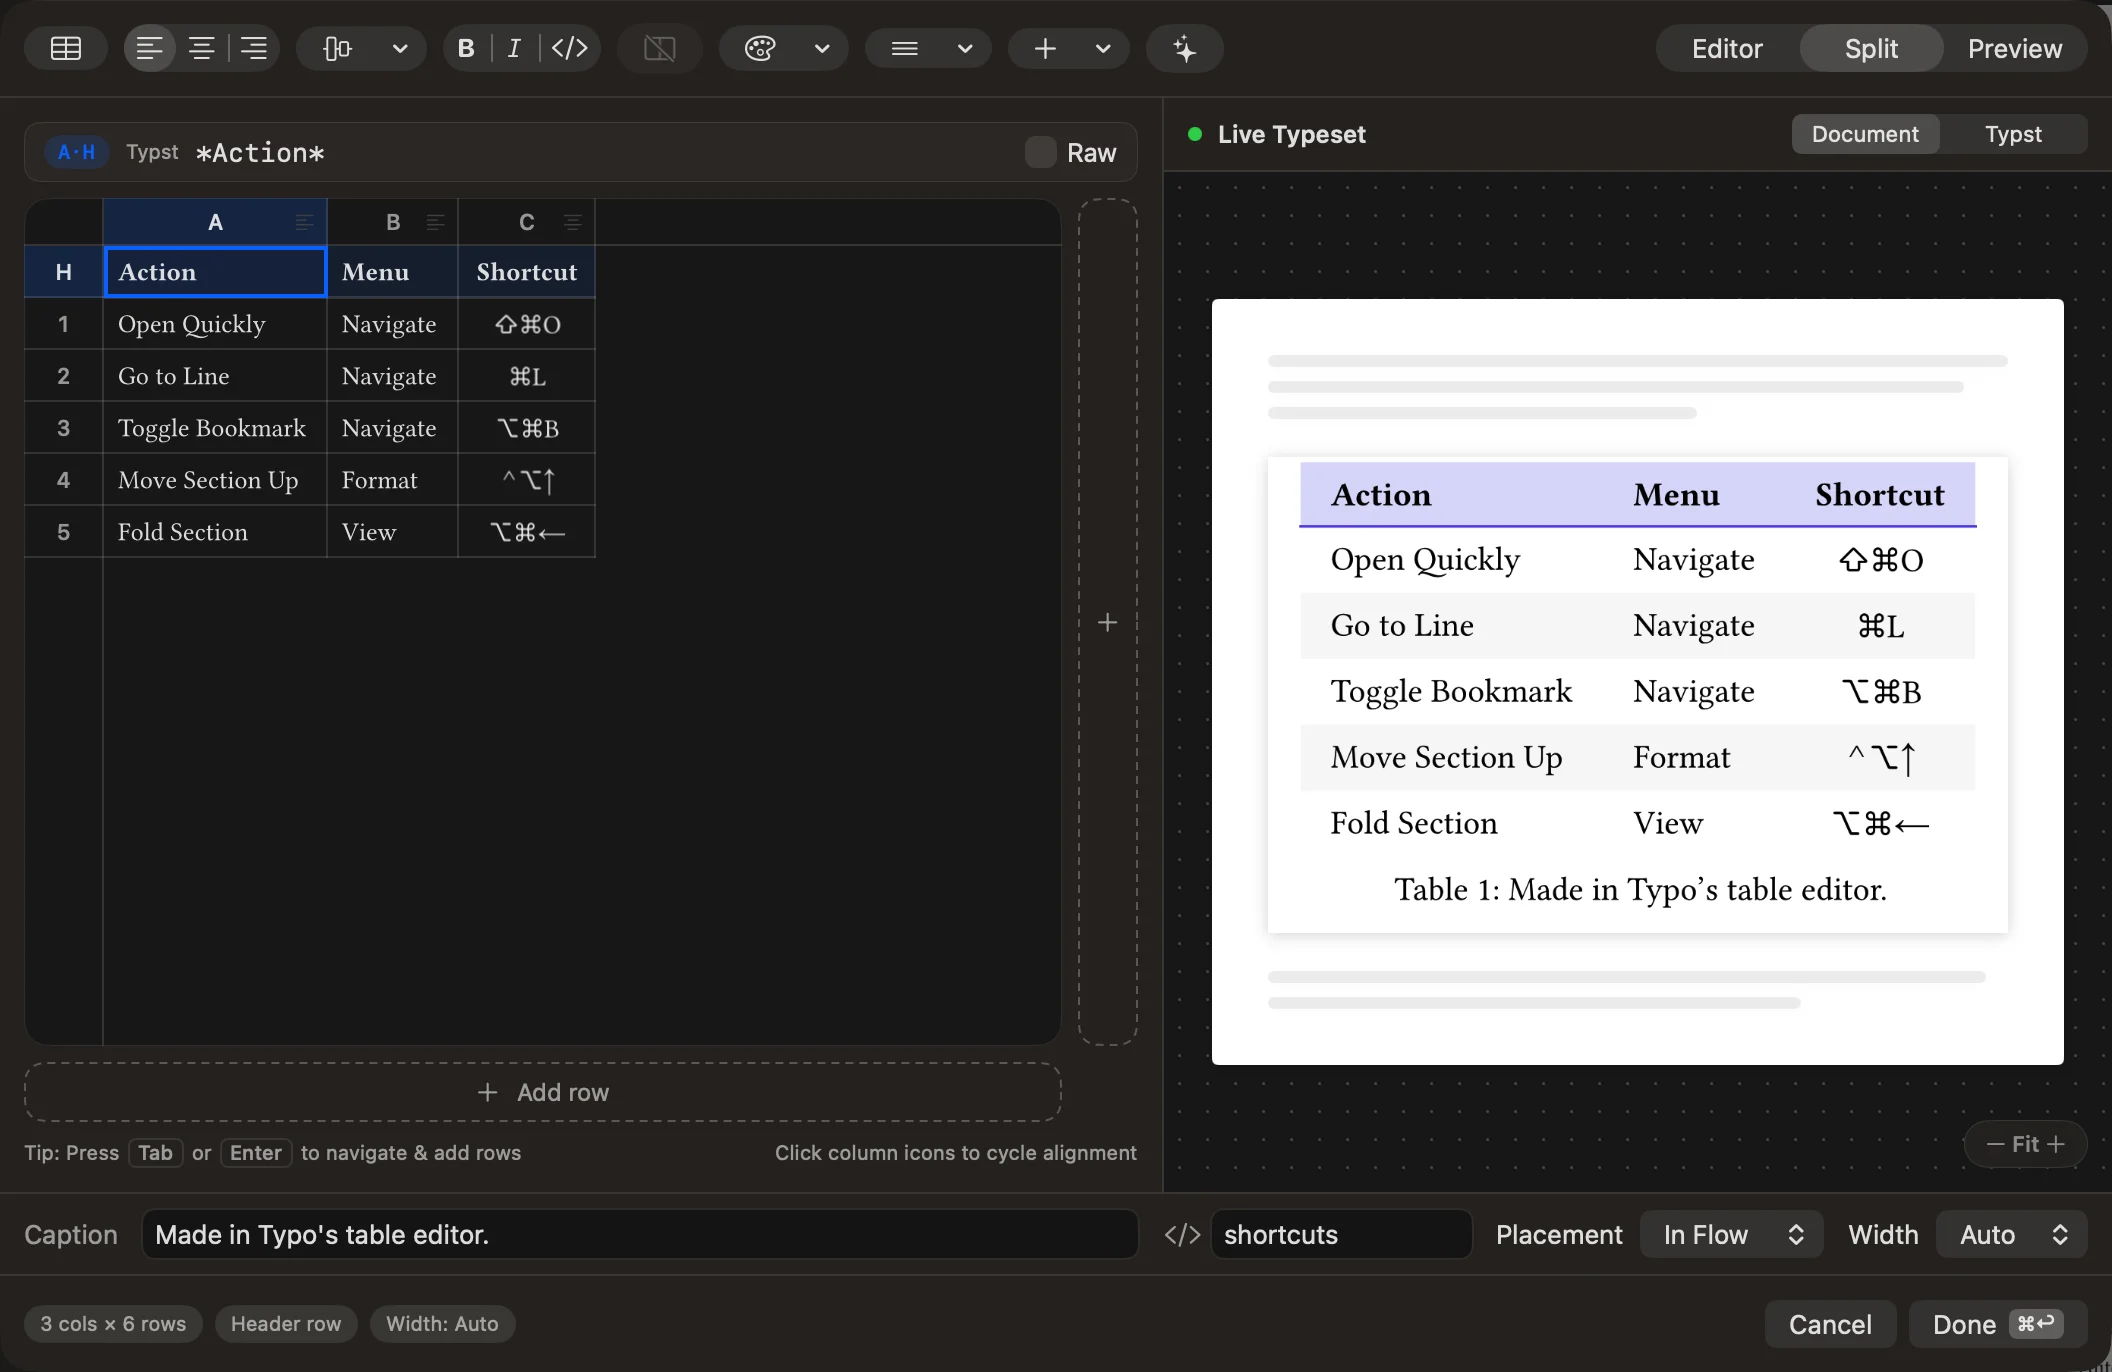 B I </> Editor Split Preview
A·H Typst *Action* Raw
Live Typeset Document Typst
A B C
H Action Menu Shortcut
1 Open Quickly Navigate ⇧⌘O
2 Go to Line Navigate ⌘L
3 Toggle Bookmark Navigate ⌥⌘B
4 Move Section Up Format ^⌥↑
5 Fold Section View ⌥⌘←
+ Add row
Tip: Press Tab or Enter to navigate & add rows Click column icons to cycle alignment
Action Menu Shortcut
Open Quickly Navigate ⇧⌘O
Go to Line Navigate ⌘L
Toggle Bookmark Navigate ⌥⌘B
Move Section Up Format ^⌥↑
Fold Section View ⌥⌘←
Table 1: Made in Typo’s table editor.
— Fit +
Caption Made in Typo's table editor. </> shortcuts Placement In Flow Width Auto
3 cols × 6 rows Header row Width: Auto Cancel Done ⌘↩